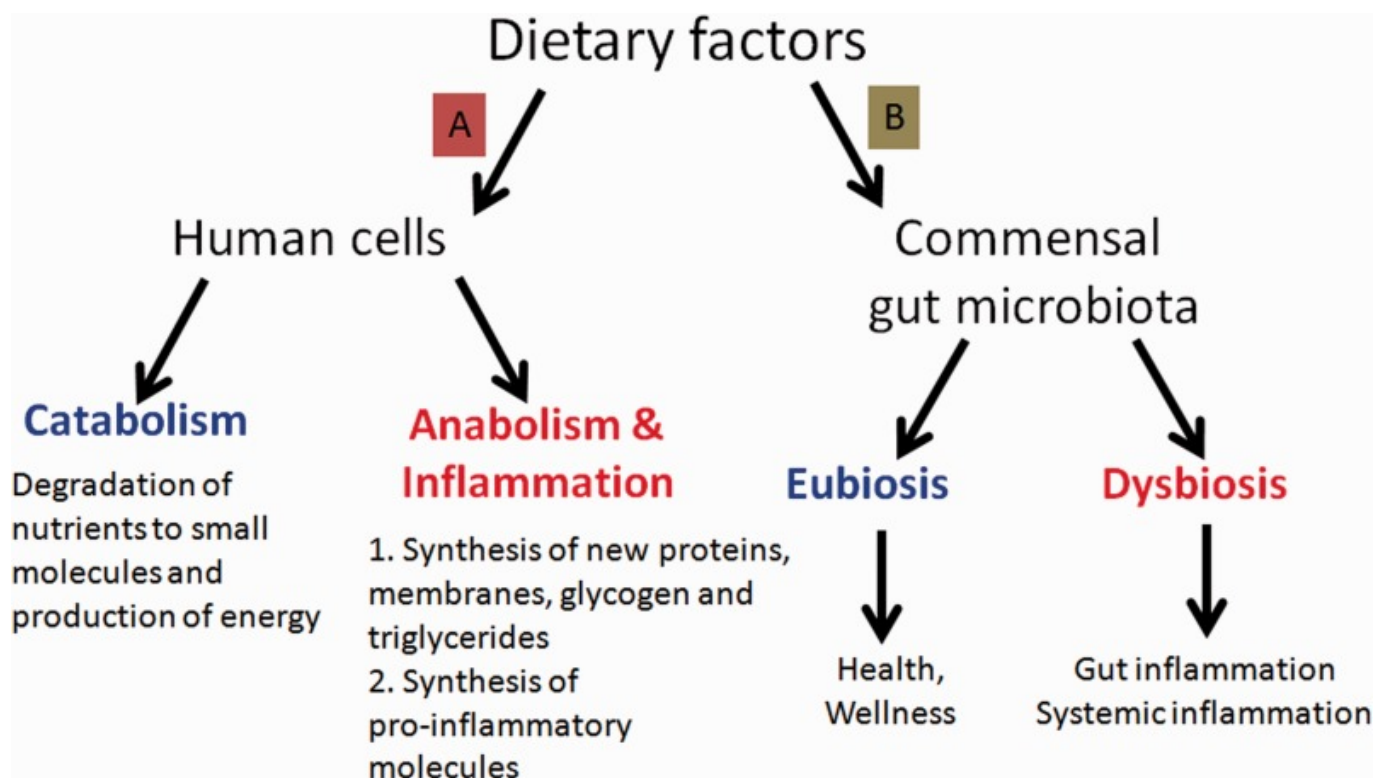 Dietary factors
A
B
Human cells
Commensal
gut microbiota
Catabolism
Degradation of
nutrients to small
molecules and
production of energy
Anabolism &
Inflammation
1. Synthesis of new proteins,
membranes, glycogen and
triglycerides
2. Synthesis of
pro-inflammatory
molecules
Eubiosis
Health,
Wellness
Dysbiosis
Gut inflammation
Systemic inflammation